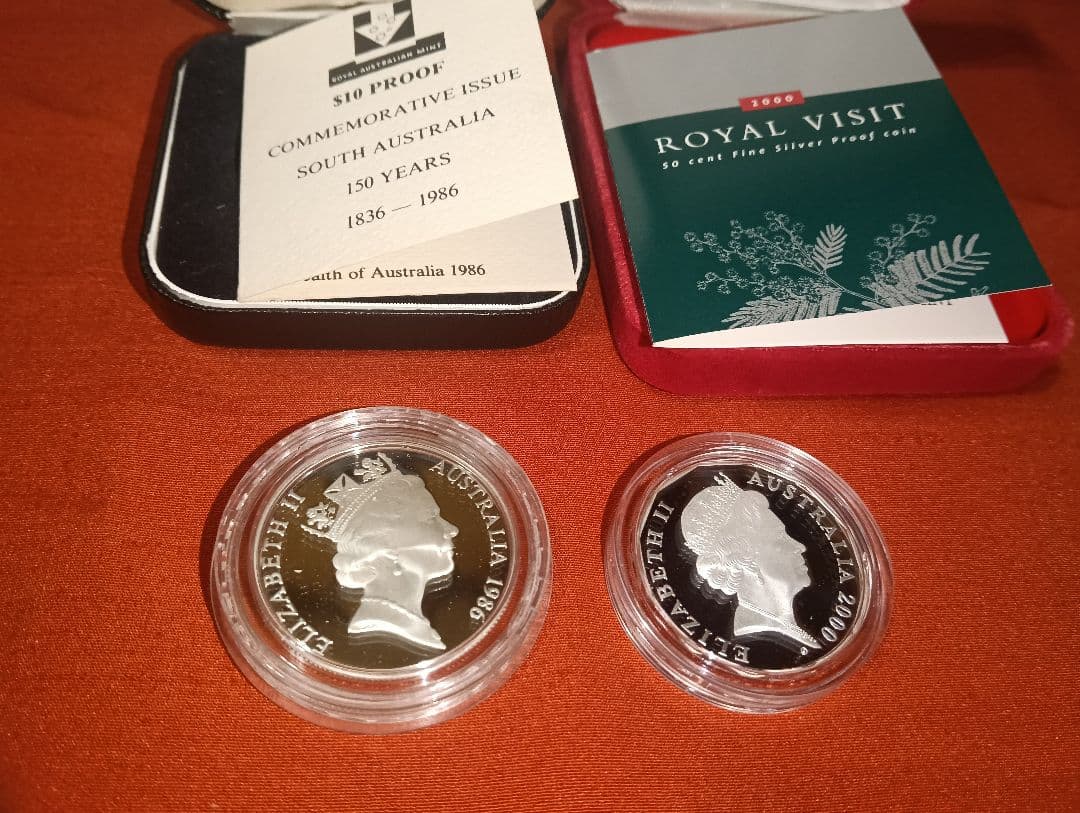 ROYAL AUSTRALIAN MINT
$10 PROOF
COMMEMORATIVE ISSUE
SOUTH AUSTRALIA
150 YEARS
1836 — 1986
of Australia 1986
2000
ROYAL VISIT
50 cent Fine Silver Proof coin
ELIZABETH II
AUSTRALIA 1986
ELIZABETH II
AUSTRALIA 2000